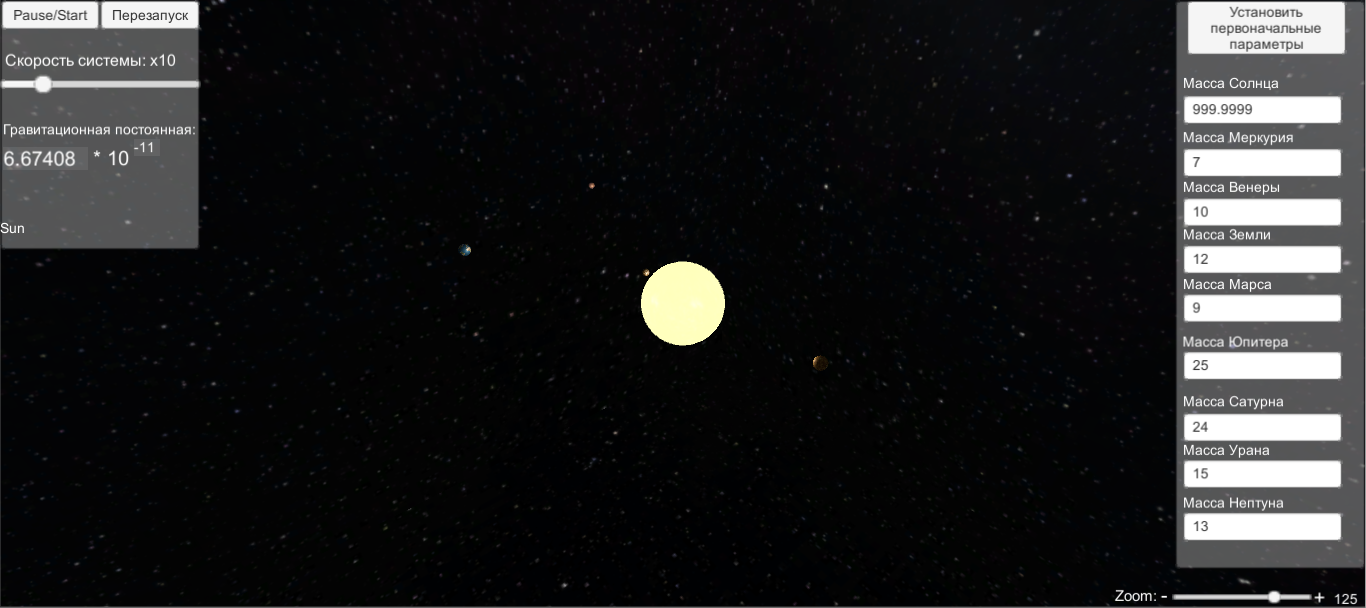 Pause/Start
Перезапуск
Скорость системы: x10
Гравитационная постоянная:
6.67408 * 10 -11
Sun
Установить
первоначальные
параметры
Масса Солнца
999.9999
Масса Меркурия
7
Масса Венеры
10
Масса Земли
12
Масса Марса
9
Масса Юпитера
25
Масса Сатурна
24
Масса Урана
15
Масса Нептуна
13
Zoom: - + 125